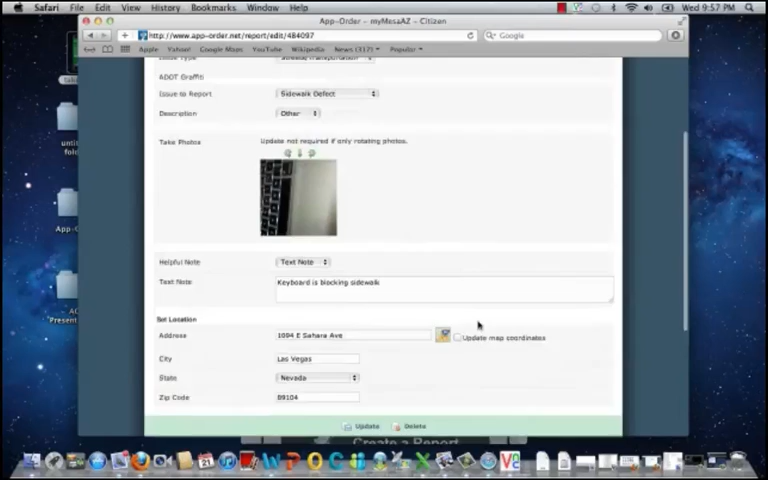 Safari File Edit View History Bookmarks Window Help
Wed 9:57 PM
App-Order - myMesaAZ - Citizen
http://www.app-order.net/report/edit/484097
Google
Apple Yahoo! Google Maps YouTube Wikipedia News (317) Popular
Issue Type
ADOT Graffiti
Issue to Report Sidewalk Defect
Description Other
Take Photos Update not required if only rotating photos.
Helpful Note Text Note
Text Note Keyboard is blocking sidewalk
Set Location
Address 1094 E Sahara Ave Update map coordinates
City Las Vegas
State Nevada
Zip Code 89104
Update Delete
Create a Report